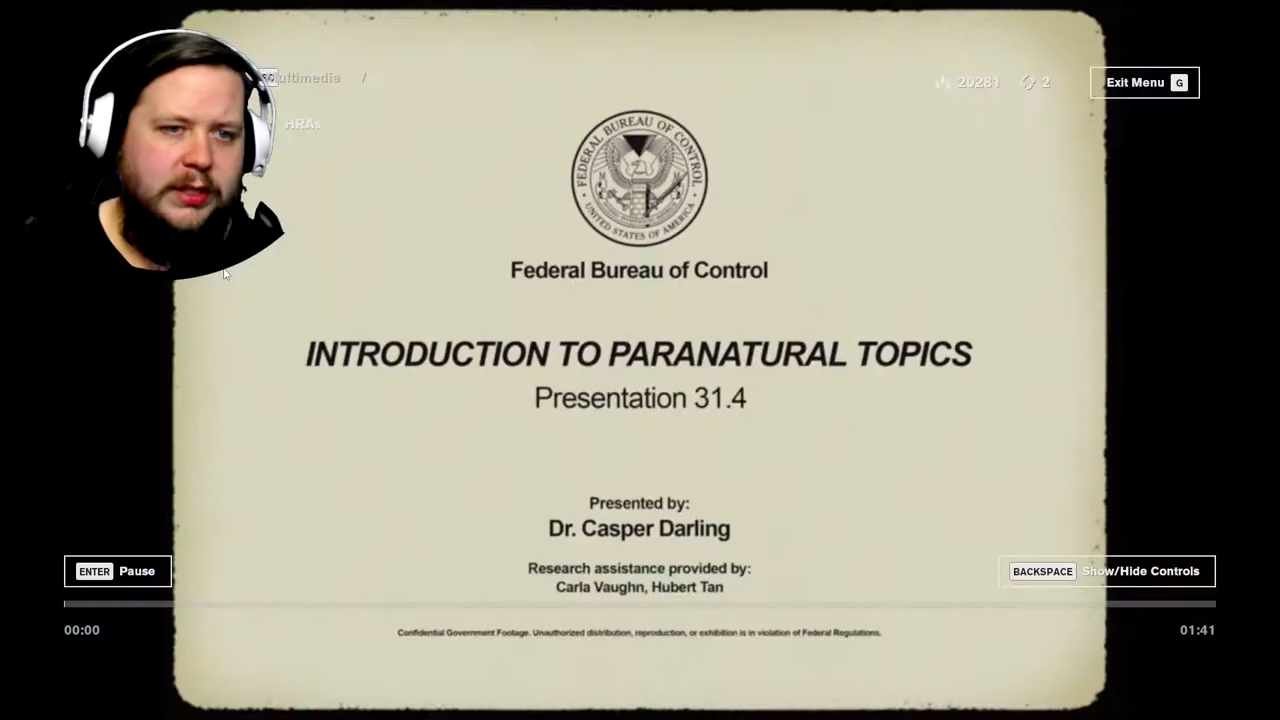 Multimedia /
20281 2
Exit Menu G
HRAs
FEDERAL BUREAU OF CONTROL
UNITED STATES OF AMERICA
Federal Bureau of Control
INTRODUCTION TO PARANATURAL TOPICS
Presentation 31.4
Presented by:
Dr. Casper Darling
Research assistance provided by:
Carla Vaughn, Hubert Tan
ENTER Pause
BACKSPACE Show/Hide Controls
00:00
01:41
Confidential Government Footage. Unauthorized distribution, reproduction, or exhibition is in violation of Federal Regulations.